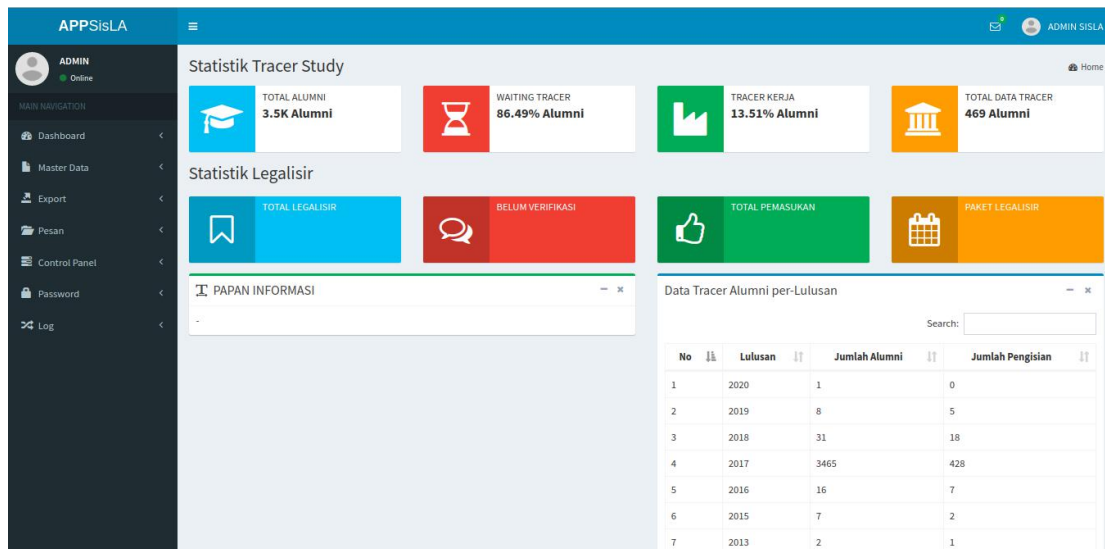 APPSisLA
0
ADMIN SISLA
ADMIN
Online
MAIN NAVIGATION
Dashboard
Master Data
Export
Pesan
Control Panel
Password
Log
Statistik Tracer Study
Home
TOTAL ALUMNI
3.5K Alumni
WAITING TRACER
86.49% Alumni
TRACER KERJA
13.51% Alumni
TOTAL DATA TRACER
469 Alumni
Statistik Legalisir
TOTAL LEGALISIR
BELUM VERIFIKASI
TOTAL PEMASUKAN
PAKET LEGALISIR
PAPAN INFORMASI
-
Data Tracer Alumni per-Lulusan
Search:
No Lulusan Jumlah Alumni Jumlah Pengisian
1 2020 1 0
2 2019 8 5
3 2018 31 18
4 2017 3465 428
5 2016 16 7
6 2015 7 2
7 2013 2 1